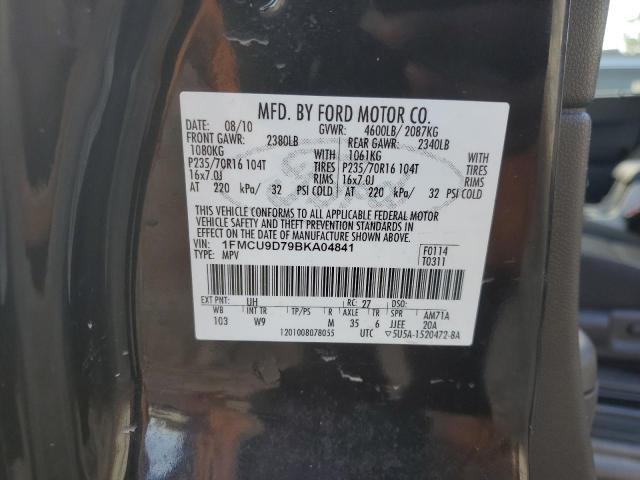 MFD. BY FORD MOTOR CO.
DATE: 08/10 GVWR: 4600LB/ 2087KG
FRONT GAWR: 2380LB REAR GAWR: 2340LB
1080KG WITH 1061KG WITH
P235/70R16 104T TIRES P235/70R16 104T TIRES
16x7.0J RIMS 16x7.0J RIMS
AT 220 kPa/ 32 PSI COLD AT 220 kPa/ 32 PSI COLD
THIS VEHICLE CONFORMS TO ALL APPLICABLE FEDERAL MOTOR
VEHICLE SAFETY AND THEFT PREVENTION STANDARDS IN EFFECT ON
THE DATE OF MANUFACTURE SHOWN ABOVE.
VIN: 1FMCU9D79BKA04841
TYPE: MPV
F0114
T0311
EXT PNT: UH RC: 27 DSO:
WB INT TR TP/PS R AXLE TR SPR AM71A
103 W9 M 35 6 JJEE 20A
1201008078055 UTC ▽5U5A-1520472-BA